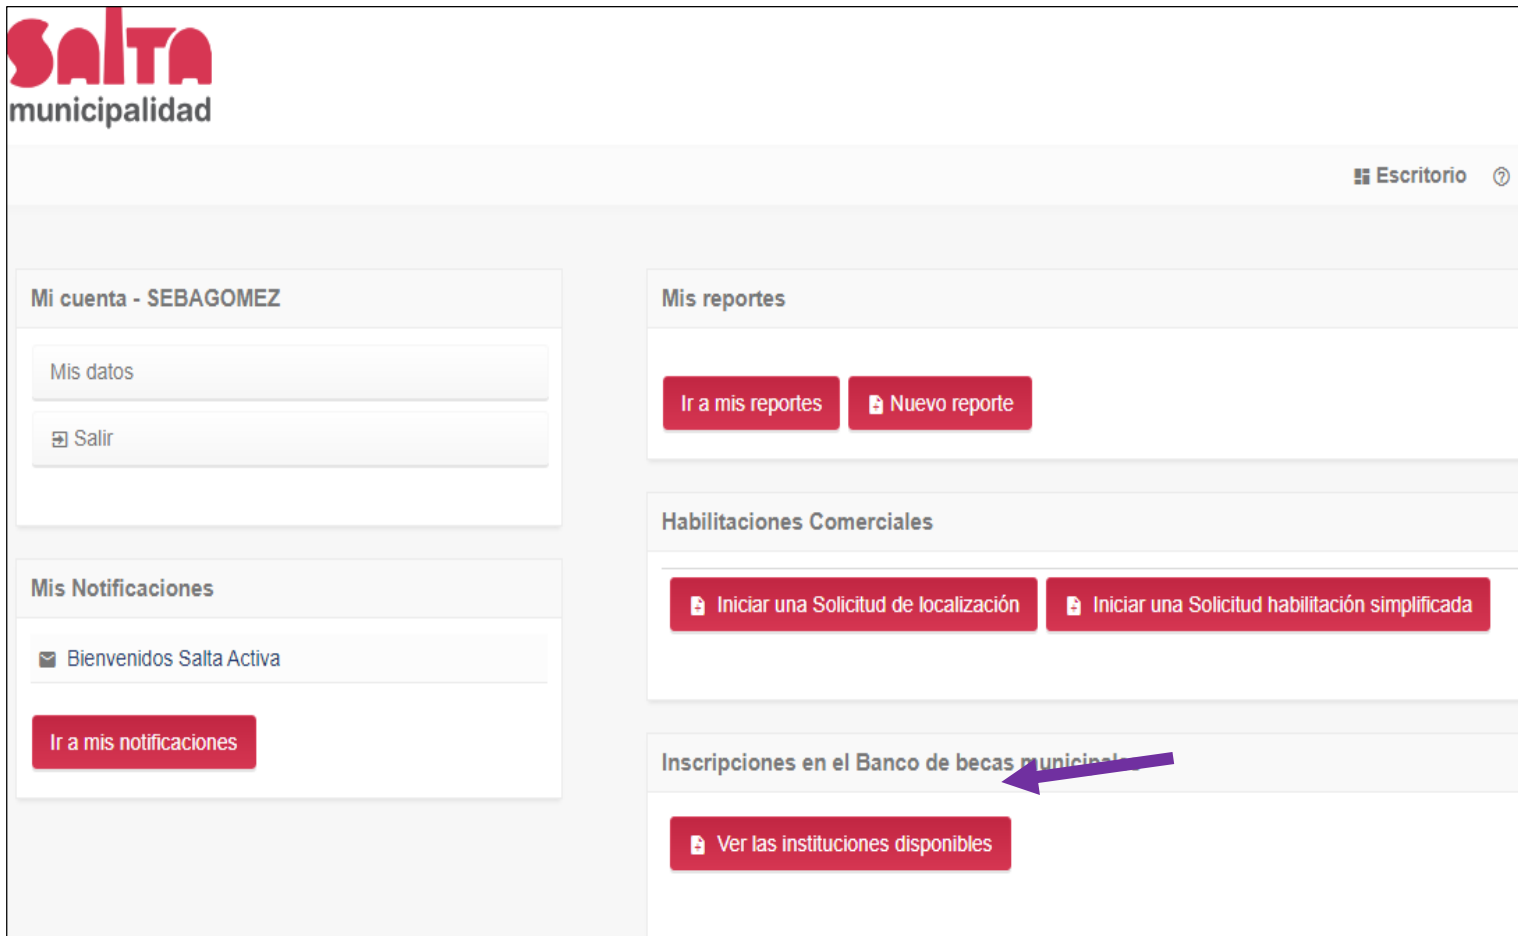 SALTA
municipalidad
Escritorio
Mi cuenta - SEBAGOMEZ
Mis datos
Salir
Mis Notificaciones
Bienvenidos Salta Activa
Ir a mis notificaciones
Mis reportes
Ir a mis reportes
Nuevo reporte
Habilitaciones Comerciales
Iniciar una Solicitud de localización
Iniciar una Solicitud habilitación simplificada
Inscripciones en el Banco de becas municipales
Ver las instituciones disponibles